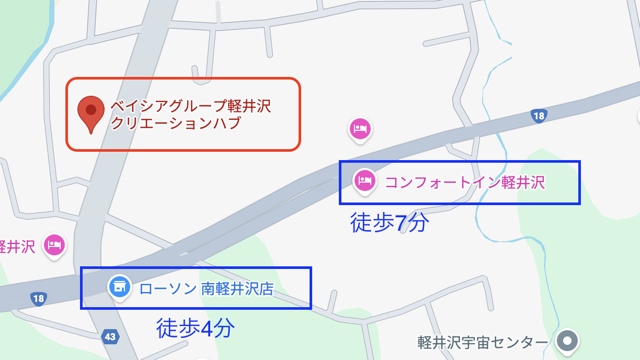 ベイシアグループ軽井沢
クリエーションハブ
18
コンフォートイン軽井沢
徒歩7分
軽井沢
ローソン 南軽井沢店
18
徒歩4分
43
軽井沢宇宙センター